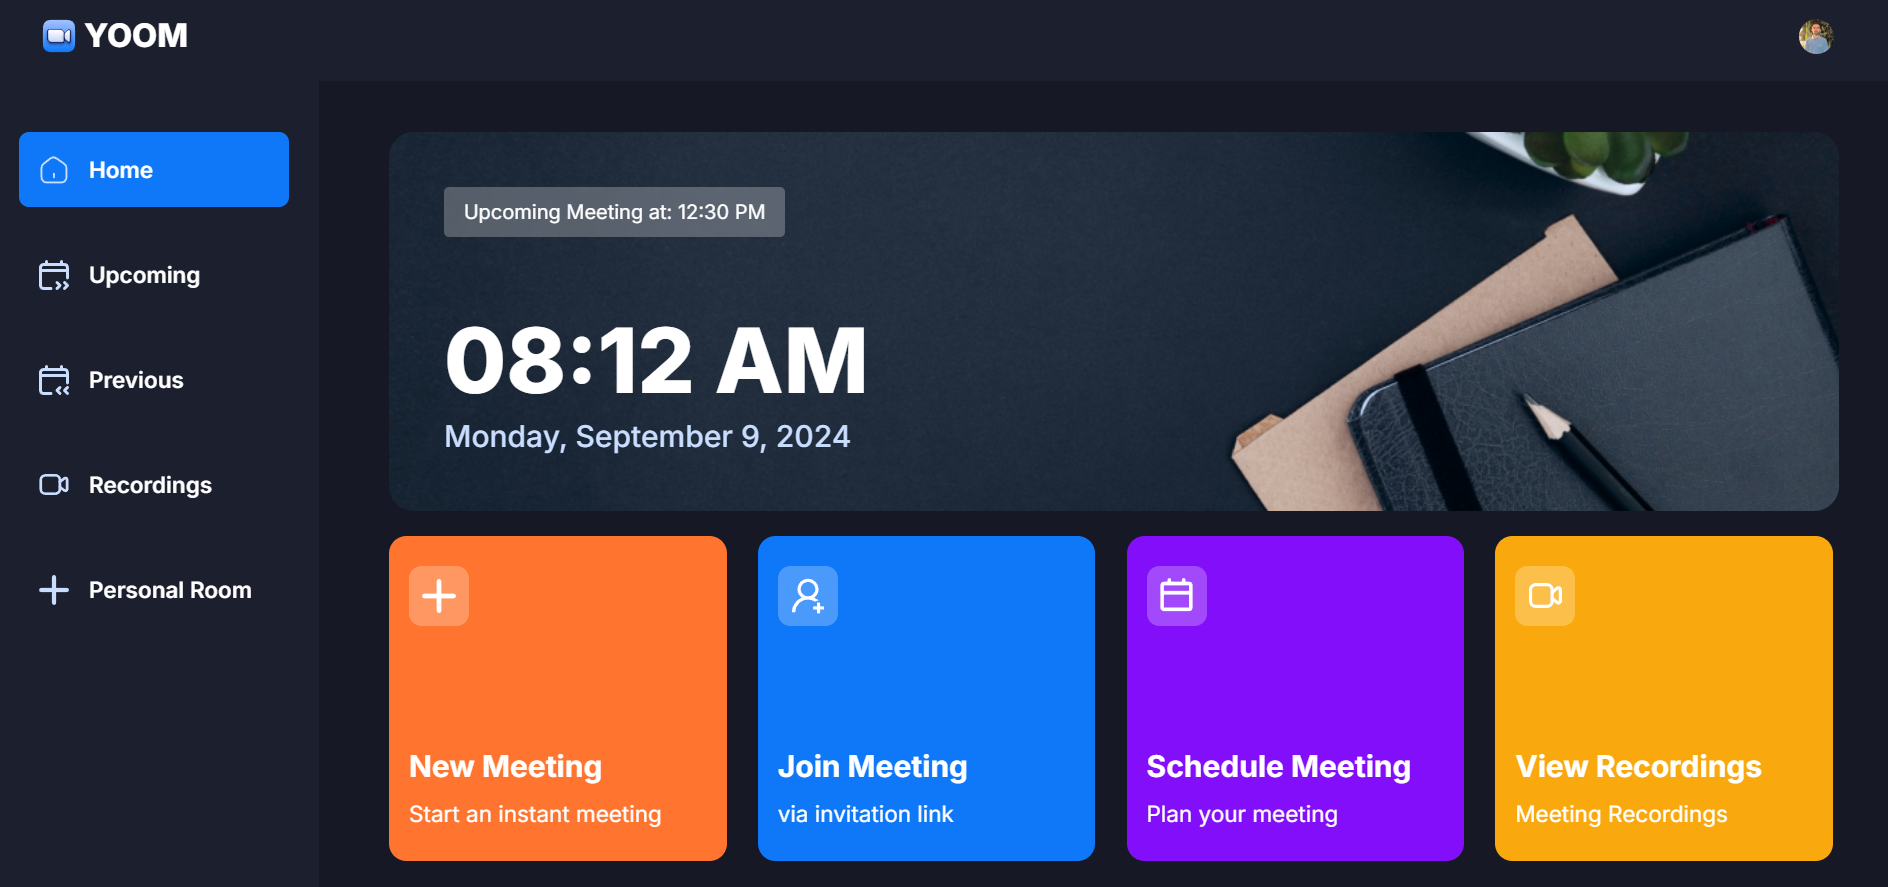 YOOM
Home
Upcoming
Previous
Recordings
Personal Room
Upcoming Meeting at: 12:30 PM
08:12 AM
Monday, September 9, 2024
New Meeting
Start an instant meeting
Join Meeting
via invitation link
Schedule Meeting
Plan your meeting
View Recordings
Meeting Recordings